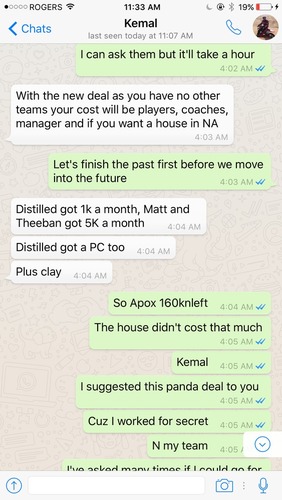 ROGERS 11:33 AM 19%
Chats
Kemal
last seen today at 11:07 AM
I can ask them but it'll take a hour
4:02 AM
With the new deal as you have no other
teams your cost will be players, coaches,
manager and if you want a house in NA
4:03 AM
Let's finish the past first before we move
into the future
4:03 AM
Distilled got 1k a month, Matt and
Theeban got 5K a month
4:04 AM
Distilled got a PC too
4:04 AM
Plus clay
4:04 AM
So Apox 160knleft
4:04 AM
The house didn't cost that much
4:05 AM
Kemal
4:05 AM
I suggested this panda deal to you
4:05 AM
Cuz I worked for secret
4:05 AM
N my team
4:05
I've asked many times if I could go for